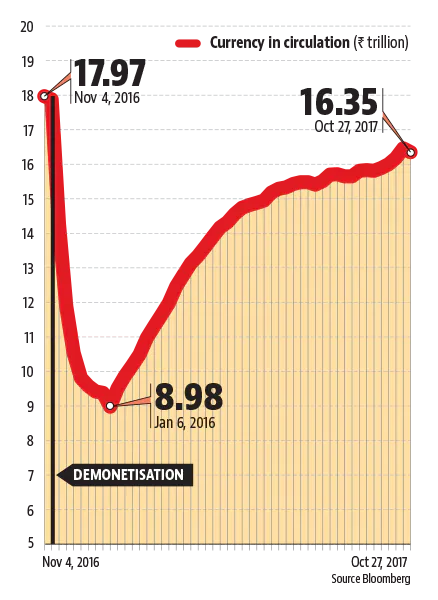 20
Currency in circulation (₹ trillion)
19
17.97
Nov 4, 2016
18
16.35
Oct 27, 2017
17
16
15
14
13
12
11
10
8.98
Jan 6, 2016
9
8
DEMONETISATION
7
6
5
Nov 4, 2016
Oct 27, 2017
Source Bloomberg